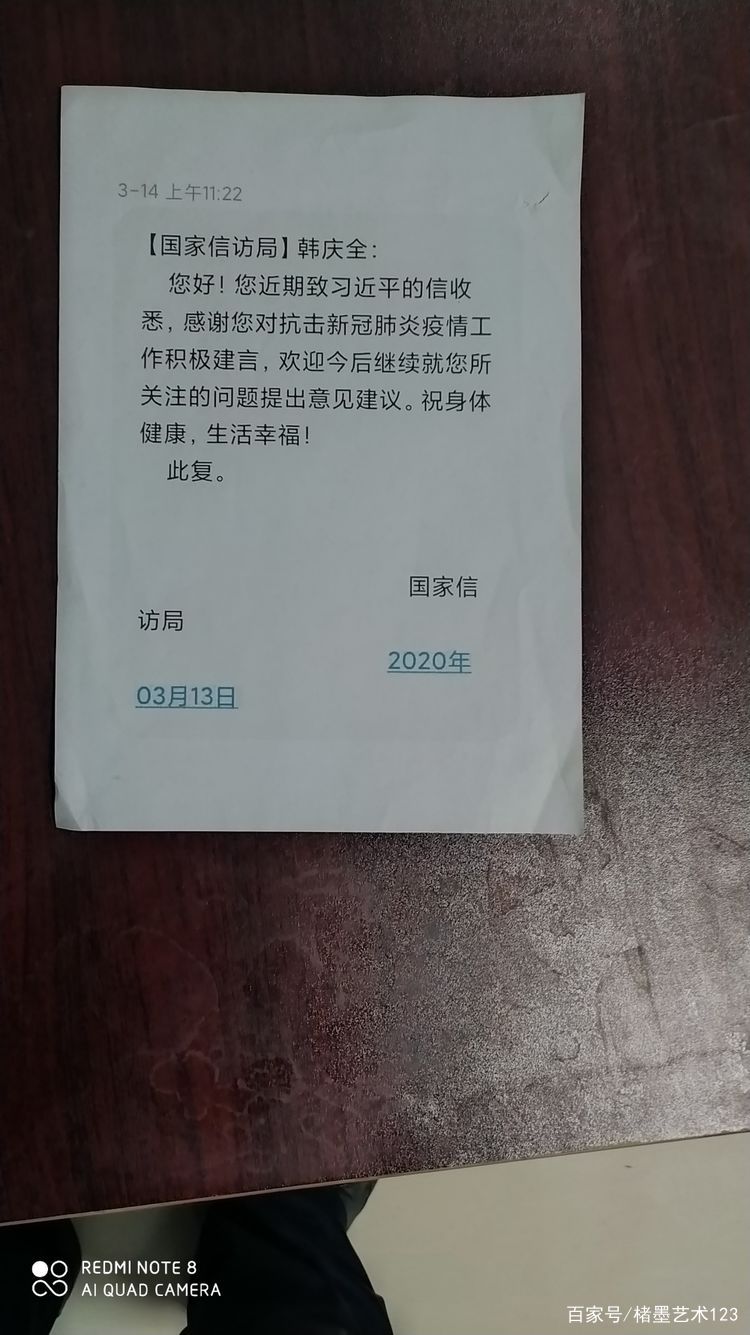 3-14 上午11:22
【国家信访局】韩庆全：
您好！您近期致习近平的信收
悉，感谢您对抗击新冠肺炎疫情工
作积极建言，欢迎今后继续就您所
关注的问题提出意见建议。祝身体
健康，生活幸福！
此复。
国家信
访局
2020年
03月13日
REDMI NOTE 8
AI QUAD CAMERA
百家号/楮墨艺术123